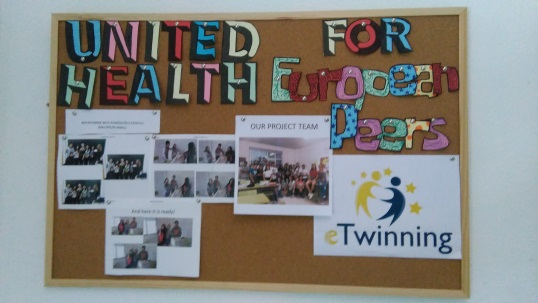 UNITED FOR
HEALTH European
Peers
OUR PROJECT TEAM
And here it is ready!
eTwinning